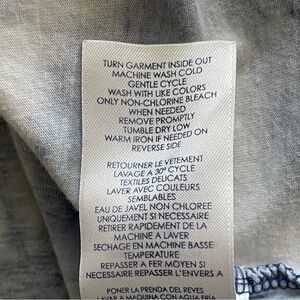 TURN GARMENT INSIDE OUT
MACHINE WASH COLD
GENTLE CYCLE
WASH WITH LIKE COLORS
ONLY NON-CHLORINE BLEACH
WHEN NEEDED
REMOVE PROMPTLY
TUMBLE DRY LOW
WARM IRON IF NEEDED ON
REVERSE SIDE
RETOURNER LE VETEMENT
LAVAGE A 30° CYCLE
TEXTILES DELICATS
LAVER AVEC COULEURS
SEMBLABLES
EAU DE JAVEL NON CHLOREE
UNIQUEMENT SI NECESSAIRE
RETIRER RAPIDEMENT DE LA
MACHINE A LAVER
SECHAGE EN MACHINE BASSE
TEMPERATURE
REPASSER A FER MOYEN SI
NECESSAIRE REPASSER L'ENVERS A
PONER LA PRENDA DEL REVES
LAVAR A MAQUINA CON AGUA FRIA